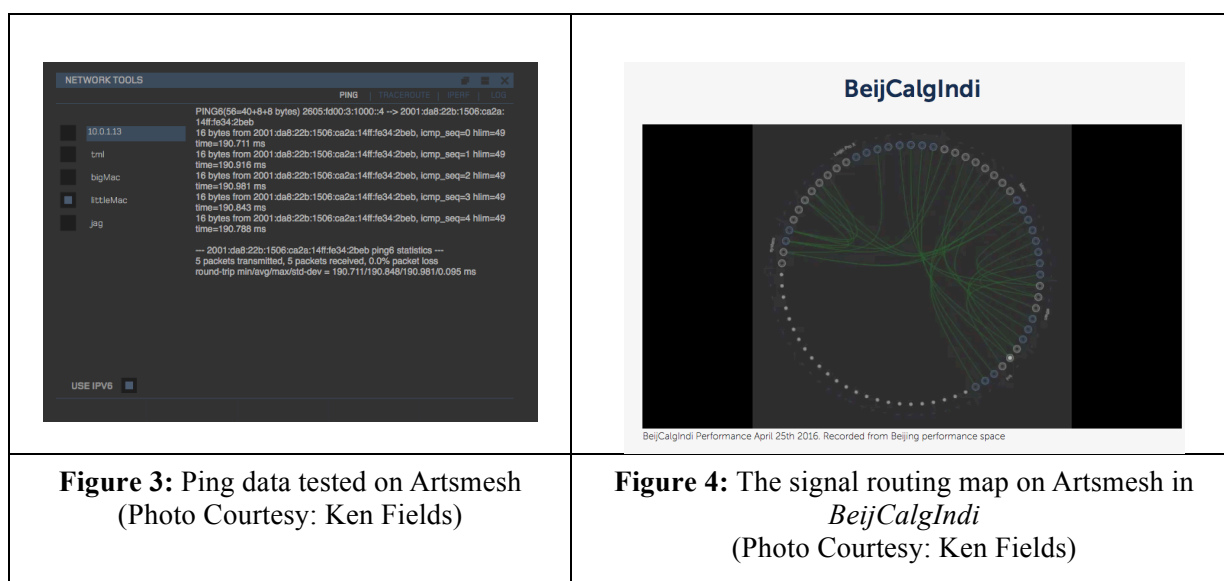 NETWORK TOOLS
PING | TRACEROUTE | IPERF | LOG
PING6(56=40+8+8 bytes) 2605:fd00:3:1000::4 --> 2001:da8:22b:1506:ca2a:
14ff:fe34:2beb
16 bytes from 2001:da8:22b:1506:ca2a:14ff:fe34:2beb, icmp_seq=0 hlim=49
time=190.711 ms
16 bytes from 2001:da8:22b:1506:ca2a:14ff:fe34:2beb, icmp_seq=1 hlim=49
time=190.916 ms
16 bytes from 2001:da8:22b:1506:ca2a:14ff:fe34:2beb, icmp_seq=2 hlim=49
time=190.981 ms
16 bytes from 2001:da8:22b:1506:ca2a:14ff:fe34:2beb, icmp_seq=3 hlim=49
time=190.843 ms
16 bytes from 2001:da8:22b:1506:ca2a:14ff:fe34:2beb, icmp_seq=4 hlim=49
time=190.788 ms
--- 2001:da8:22b:1506:ca2a:14ff:fe34:2beb ping6 statistics ---
5 packets transmitted, 5 packets received, 0.0% packet loss
round-trip min/avg/max/std-dev = 190.711/190.848/190.981/0.095 ms
10.0.1.13
tml
bigMac
littleMac
jag
USE IPV6
Figure 3: Ping data tested on Artsmesh
(Photo Courtesy: Ken Fields)
BeijCalgIndi
BeijCalgIndi Performance April 25th 2016. Recorded from Beijing performance space
Figure 4: The signal routing map on Artsmesh in
BeijCalgIndi
(Photo Courtesy: Ken Fields)